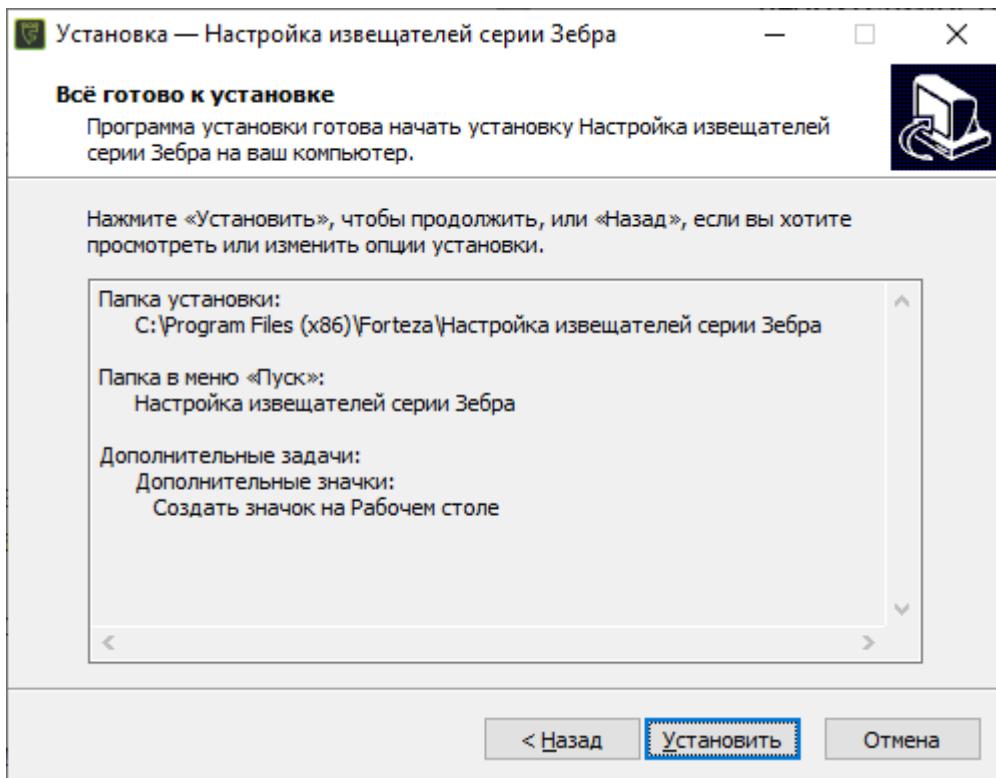 Установка — Настройка извещателей серии Зебра
Всё готово к установке
Программа установки готова начать установку Настройка извещателей
серии Зебра на ваш компьютер.
Нажмите «Установить», чтобы продолжить, или «Назад», если вы хотите
просмотреть или изменить опции установки.
Папка установки:
C:\Program Files (x86)\Forteza\Настройка извещателей серии Зебра
Папка в меню «Пуск»:
Настройка извещателей серии Зебра
Дополнительные задачи:
Дополнительные значки:
Создать значок на Рабочем столе
< Назад
Установить
Отмена